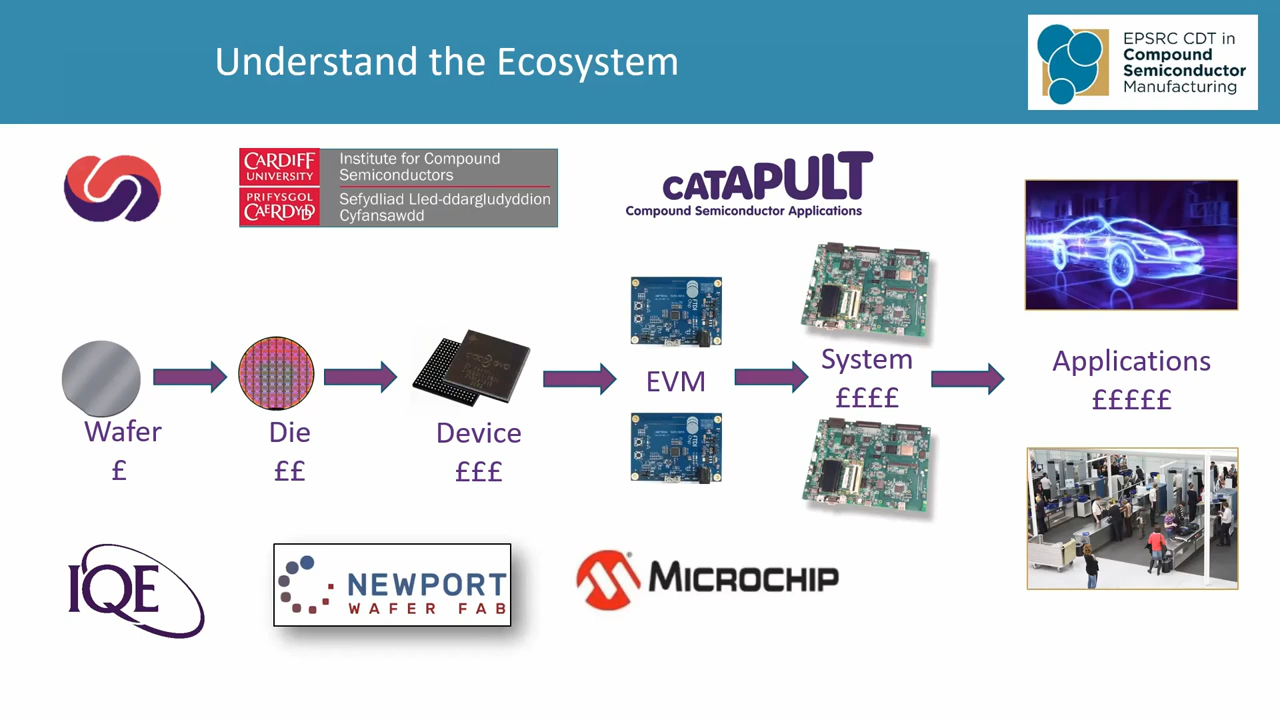 Understand the Ecosystem
EPSRC CDT in
Compound
Semiconductor
Manufacturing
CARDIFF
UNIVERSITY
PRIFYSGOL
CAERDYDD
Institute for Compound
Semiconductors
Sefydliad Lled-ddargludyddion
Cyfansawdd
CATAPULT
Compound Semiconductor Applications
Wafer
£
Die
££
Device
£££
EVM
System
££££
Applications
£££££
IQE
NEWPORT
WAFER FAB
MICROCHIP